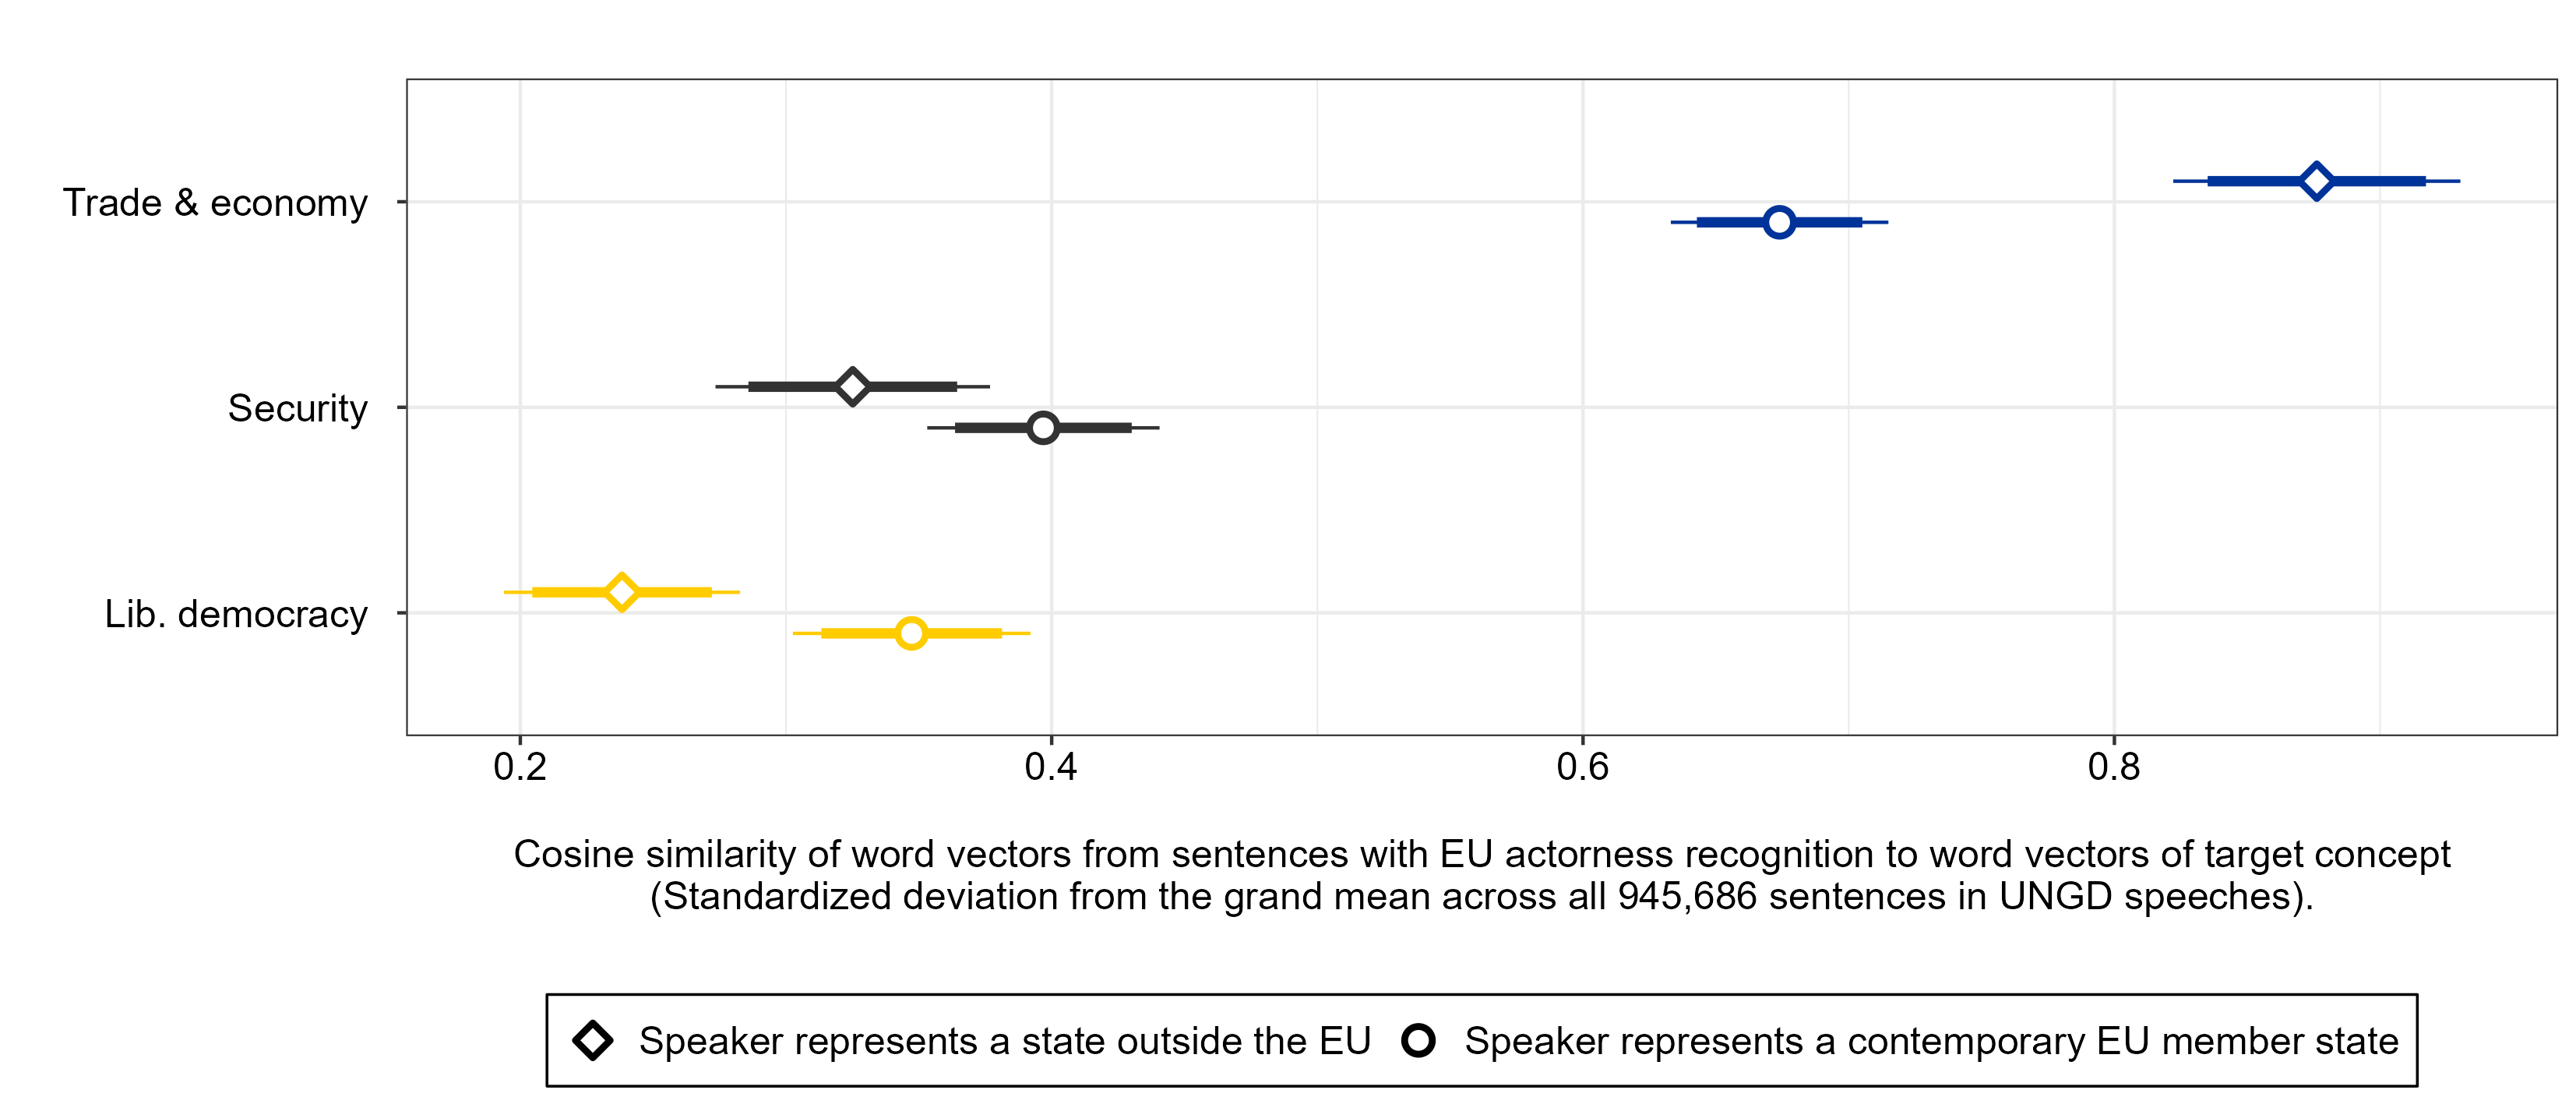 Trade & economy
Security
Lib. democracy
0.2 0.4 0.6 0.8
Cosine similarity of word vectors from sentences with EU actorness recognition to word vectors of target concept
(Standardized deviation from the grand mean across all 945,686 sentences in UNGD speeches).
Speaker represents a state outside the EU Speaker represents a contemporary EU member state